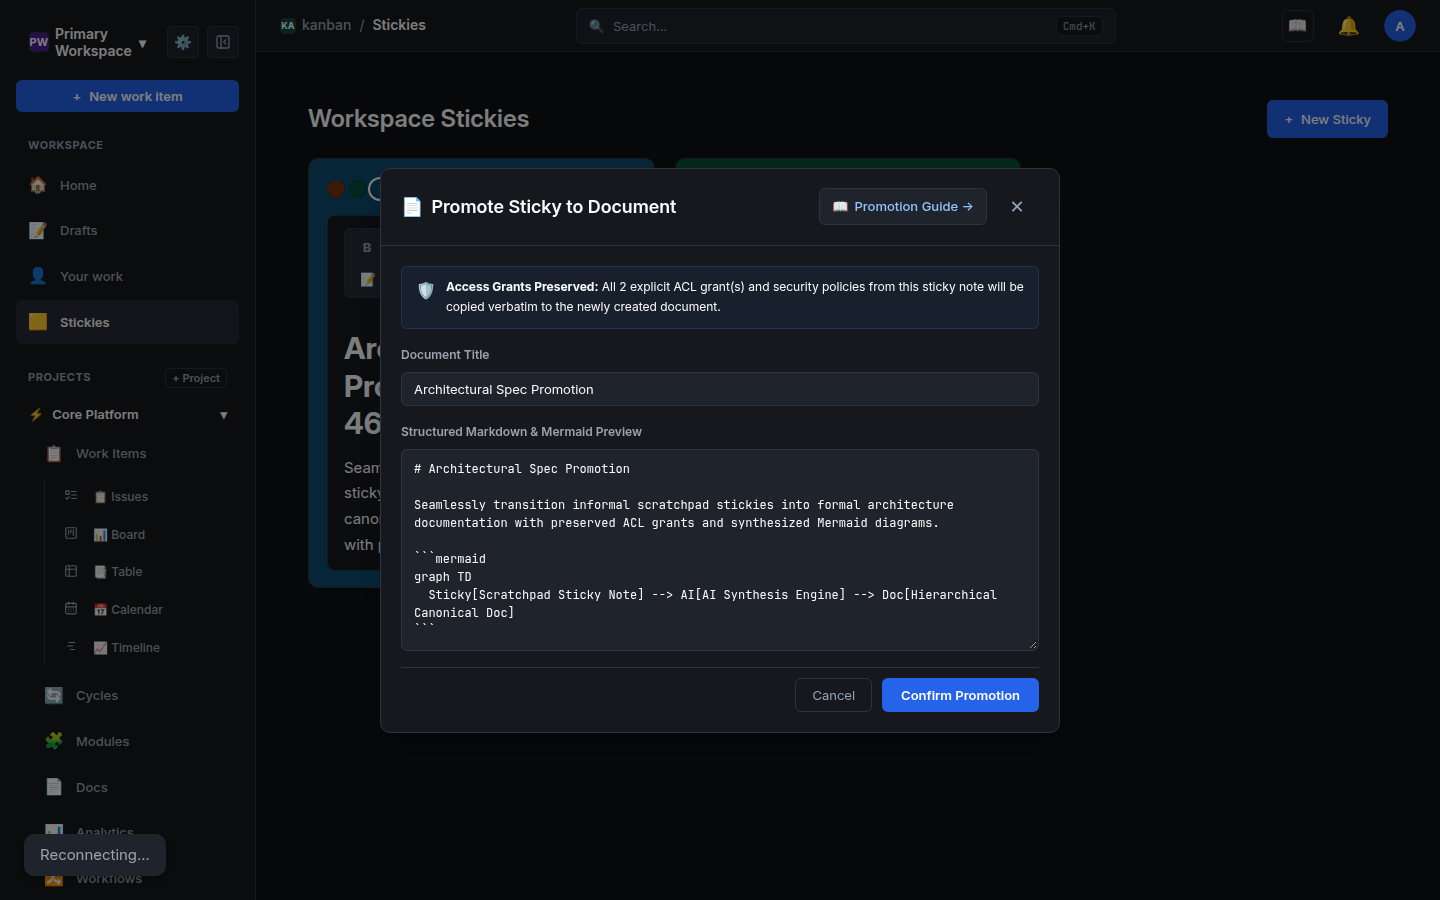 PW Primary Workspace ▾
+ New work item
WORKSPACE
Home
Drafts
Your work
Stickies
PROJECTS
+ Project
Core Platform
Work Items
Issues
Board
Table
Calendar
Timeline
Cycles
Modules
Docs
Analytics
Workflows
Reconnecting...
KA kanban / Stickies
Search...
Cmd+K
A
Workspace Stickies
+ New Sticky
B
46
with
Promote Sticky to Document
Promotion Guide →
Access Grants Preserved: All 2 explicit ACL grant(s) and security policies from this sticky note will be
copied verbatim to the newly created document.
Document Title
Architectural Spec Promotion
Structured Markdown & Mermaid Preview
# Architectural Spec Promotion
Seamlessly transition informal scratchpad stickies into formal architecture
documentation with preserved ACL grants and synthesized Mermaid diagrams.
```mermaid
graph TD
Sticky[Scratchpad Sticky Note] --> AI[AI Synthesis Engine] --> Doc[Hierarchical
Canonical Doc]
```
Cancel
Confirm Promotion